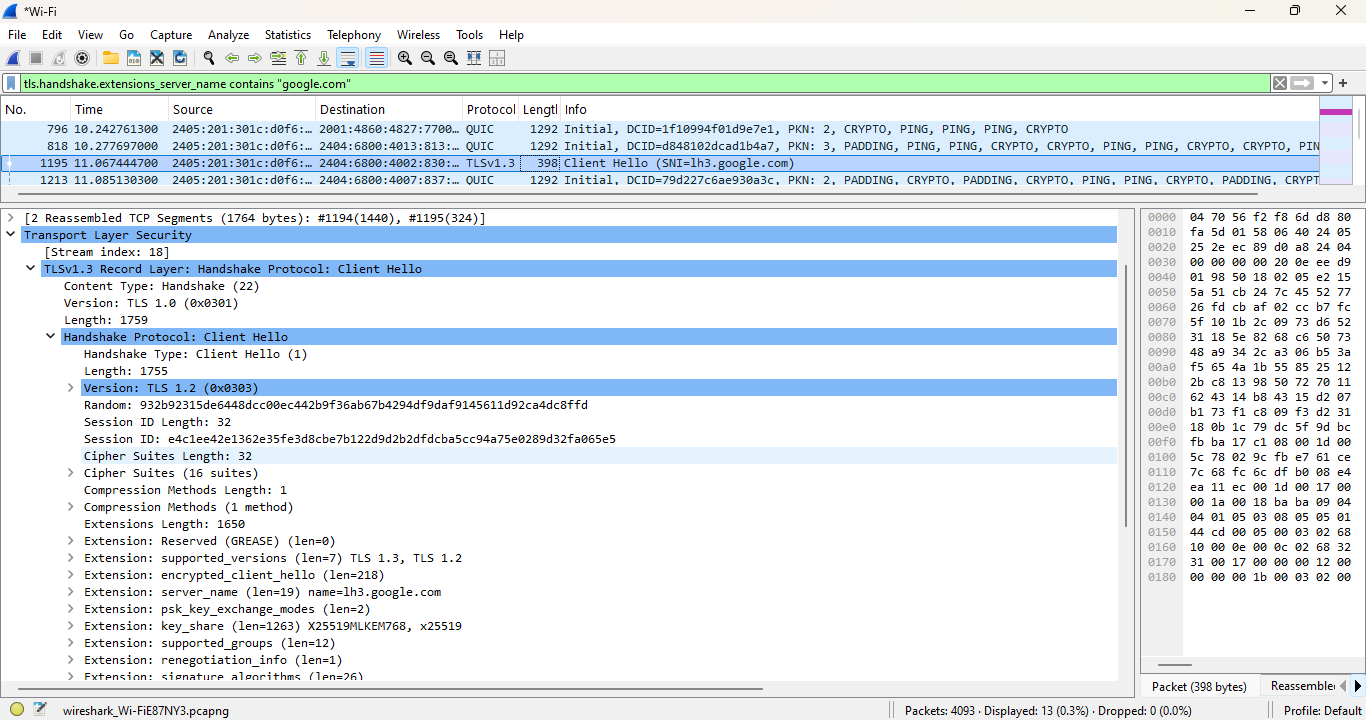 *Wi-Fi
File Edit View Go Capture Analyze Statistics Telephony Wireless Tools Help
tls.handshake.extensions_server_name contains "google.com"
No. Time Source Destination Protocol Lengtl Info
796 10.242761300 2405:201:301c:d0f6:… 2001:4860:4827:7700… QUIC 1292 Initial, DCID=1f10994f01d9e7e1, PKN: 2, CRYPTO, PING, PING, PING, CRYPTO
818 10.277697000 2405:201:301c:d0f6:… 2404:6800:4013:813:… QUIC 1292 Initial, DCID=d848102dcad1b4a7, PKN: 3, PADDING, PING, PING, CRYPTO, CRYPTO, PING, PING, CRYPTO, CRYPTO, PIN
1195 11.067444700 2405:201:301c:d0f6:… 2404:6800:4002:830:… TLSv1.3 398 Client Hello (SNI=lh3.google.com)
1213 11.085130300 2405:201:301c:d0f6:… 2404:6800:4007:837:… QUIC 1292 Initial, DCID=79d227c6ae930a3c, PKN: 2, PADDING, CRYPTO, PADDING, CRYPTO, PING, PING, CRYPTO, PADDING, CRYPT
[2 Reassembled TCP Segments (1764 bytes): #1194(1440), #1195(324)]
Transport Layer Security
[Stream index: 18]
TLSv1.3 Record Layer: Handshake Protocol: Client Hello
Content Type: Handshake (22)
Version: TLS 1.0 (0x0301)
Length: 1759
Handshake Protocol: Client Hello
Handshake Type: Client Hello (1)
Length: 1755
Version: TLS 1.2 (0x0303)
Random: 932b92315de6448dcc00ec442b9f36ab67b4294df9daf9145611d92ca4dc8ffd
Session ID Length: 32
Session ID: e4c1ee42e1362e35fe3d8cbe7b122d9d2b2dfdcba5cc94a75e0289d32fa065e5
Cipher Suites Length: 32
Cipher Suites (16 suites)
Compression Methods Length: 1
Compression Methods (1 method)
Extensions Length: 1650
Extension: Reserved (GREASE) (len=0)
Extension: supported_versions (len=7) TLS 1.3, TLS 1.2
Extension: encrypted_client_hello (len=218)
Extension: server_name (len=19) name=lh3.google.com
Extension: psk_key_exchange_modes (len=2)
Extension: key_share (len=1263) X25519MLKEM768, x25519
Extension: supported_groups (len=12)
Extension: renegotiation_info (len=1)
Extension: signature_algorithms (len=26)
0000 04 70 56 f2 f8 6d d8 80
0010 fa 5d 01 58 06 40 24 05
0020 25 2e ec 89 d0 a8 24 04
0030 00 00 00 00 20 0e ee d9
0040 01 98 50 18 02 05 e2 15
0050 5a 51 cb 24 7c 45 52 77
0060 26 fd cb af 02 cc b7 fc
0070 5f 10 1b 2c 09 73 d6 52
0080 31 18 5e 82 68 c6 50 73
0090 48 a9 34 2c a3 06 b5 3a
00a0 f5 65 4a 1b 55 85 25 12
00b0 2b c8 13 98 50 72 70 11
00c0 62 43 14 b8 43 15 d2 07
00d0 b1 73 f1 c8 09 f3 d2 31
00e0 18 0b 1c 79 dc 5f 9d bc
00f0 fb ba 17 c1 08 00 1d 00
0100 5c 78 02 9c fb e7 61 ce
0110 7c 68 fc 6c df b0 08 e4
0120 ea 11 ec 00 1d 00 17 00
0130 00 1a 00 18 ba ba 09 04
0140 04 01 05 03 08 05 05 01
0150 44 cd 00 05 00 03 02 68
0160 10 00 0e 00 0c 02 68 32
0170 31 00 17 00 00 00 12 00
0180 00 00 00 1b 00 03 02 00
Packet (398 bytes) Reassemble
wireshark_Wi-FiE87NY3.pcapng Packets: 4093 · Displayed: 13 (0.3%) · Dropped: 0 (0.0%) Profile: Default